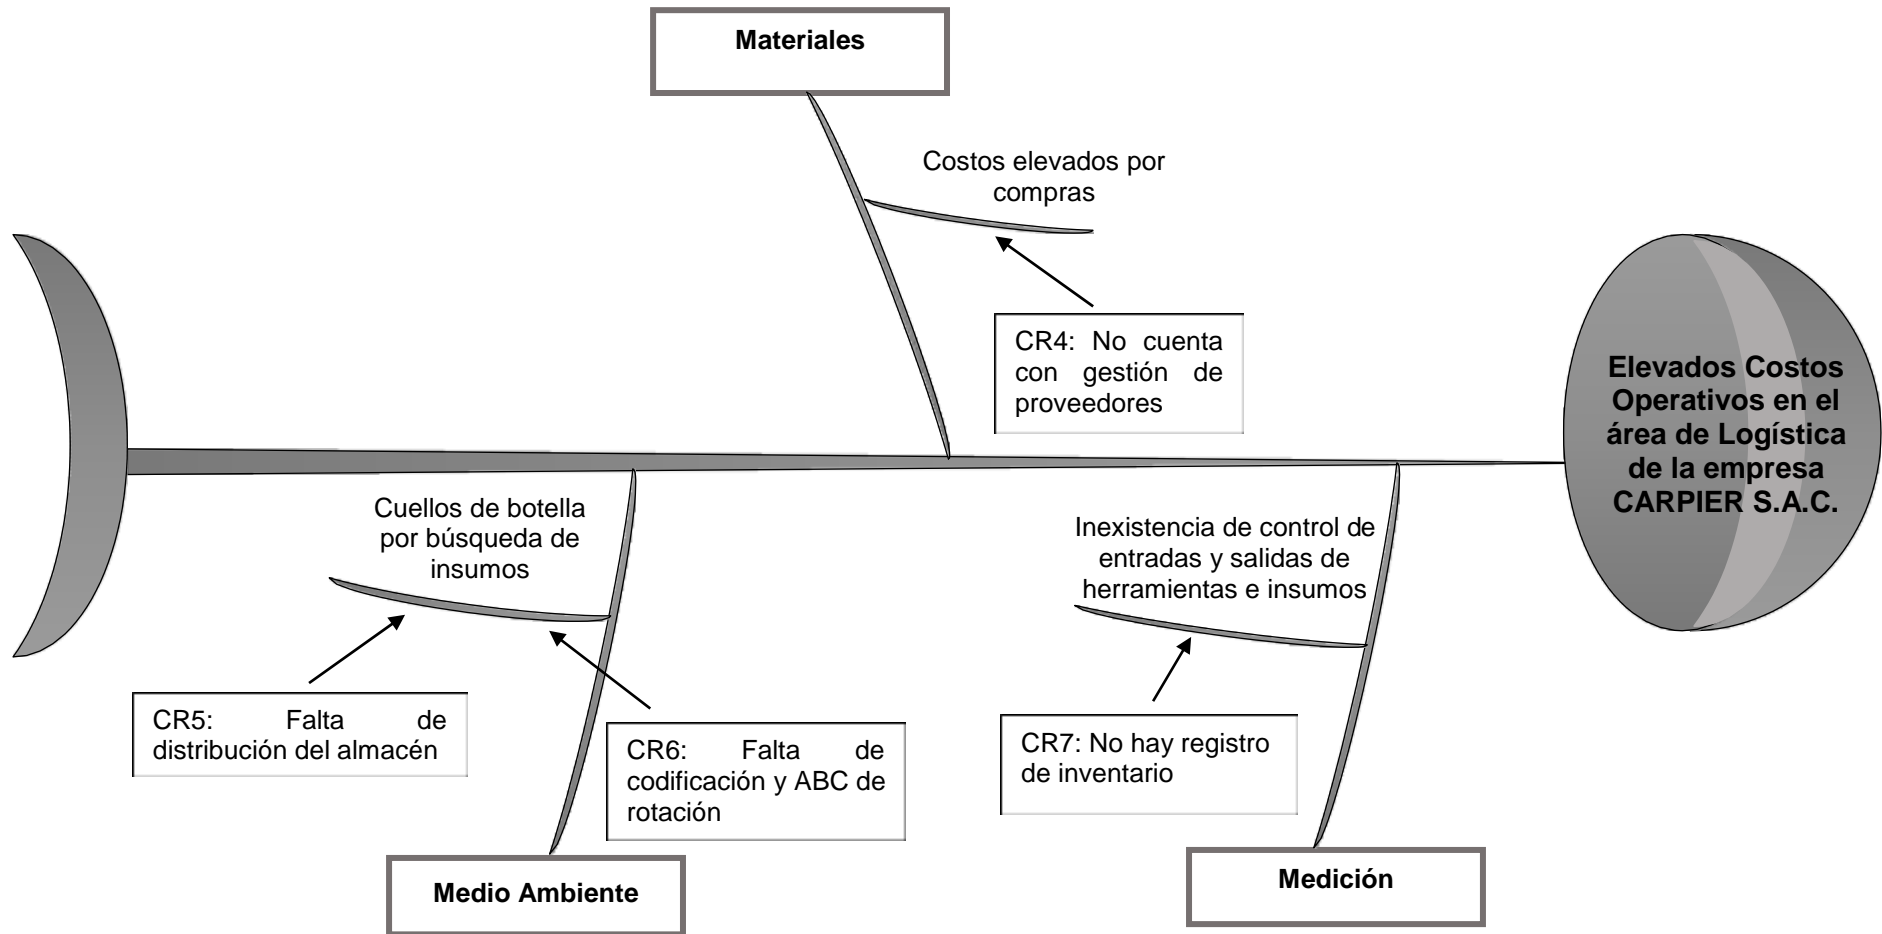 Materiales
Costos elevados por
compras
CR4: No cuenta
con gestión de
proveedores
Elevados Costos
Operativos en el
área de Logística
de la empresa
CARPIER S.A.C.
Cuellos de botella
por búsqueda de
insumos
Inexistencia de control de
entradas y salidas de
herramientas e insumos
CR5: Falta de
distribución del almacén
CR6: Falta de
codificación y ABC de
rotación
CR7: No hay registro
de inventario
Medio Ambiente
Medición